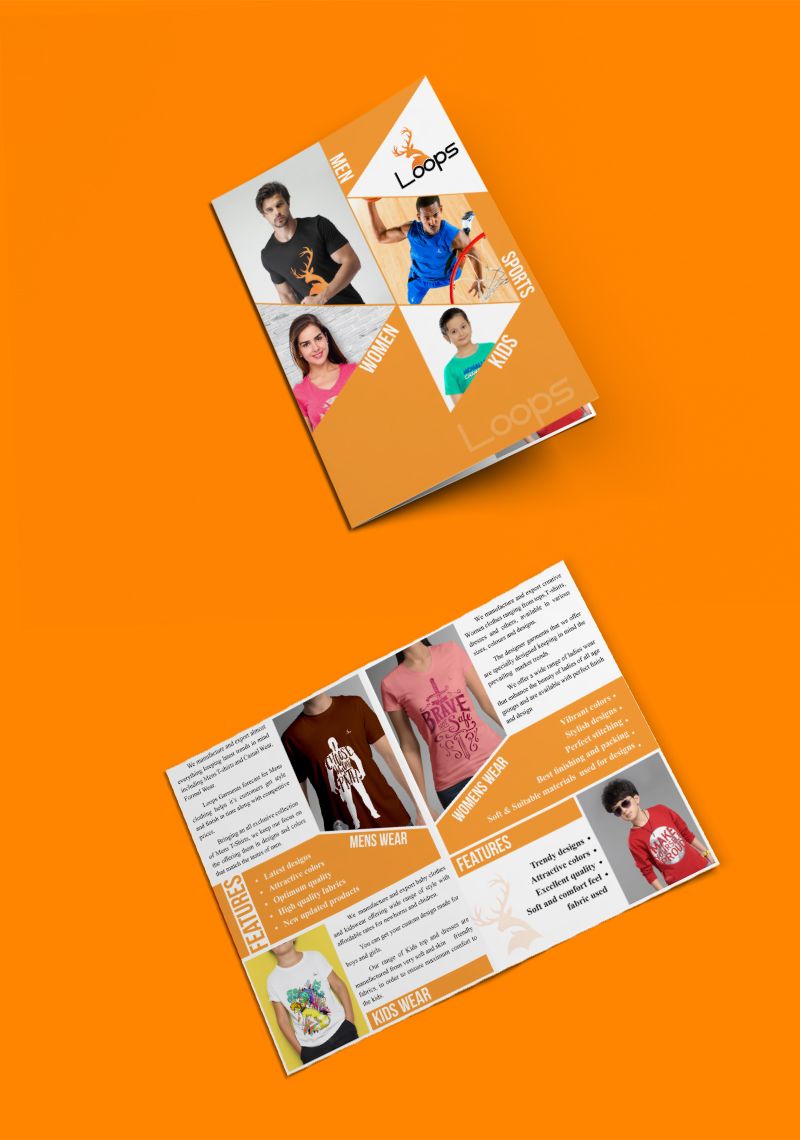 MEN
Loops
SPORTS
WOMEN
KIDS
Loops
We manufacture and export almost
everything keeping latest trends in mind
including Mens T-shirts and Casual Wear,
Formal Wear.
Loops Garments forecast for Mens
clothing helps it's customers get style
and finish in time along with competitive
prices.
Bringing an all exclusive collection
of Mens T-Shirts, we keep our focus on
the offering them in designs and colors
that match the tastes of men.
MENS WEAR
FEATURES
• Latest designs
• Attractive colors
• Optimum quality
• High quality fabrics
• New updated products
We manufacture and export baby clothes
and kidswear offering wide range of style with
affordable rates for newborns and children.
You can get your custom design made for
boys and girls.
Our range of Kids top and dresses are
manufactured from very soft and skin friendly
fabrics, in order to ensure maximum comfort to
the kids.
KIDS WEAR
BRAVE
Safe
We manufacture and export creative
Women clothes ranging from tops, T-shirts,
dresses and others, available in various
sizes, colours and designs.
The designer garments that we offer
are specially designed keeping in mind the
prevailing market trends.
We offer a wide range of ladies wear
that enhance the beauty of ladies of all age
groups and are available with perfect finish
and design
WOMENS WEAR
Vibrant colors •
Stylish designs •
Perfect stitching •
Best finishing and packing •
Soft & Suitable materials used for designs •
FEATURES
Trendy designs •
Attractive colors •
Excellent quality •
Soft and comfort feel •
fabric used
MAKE
PROUD